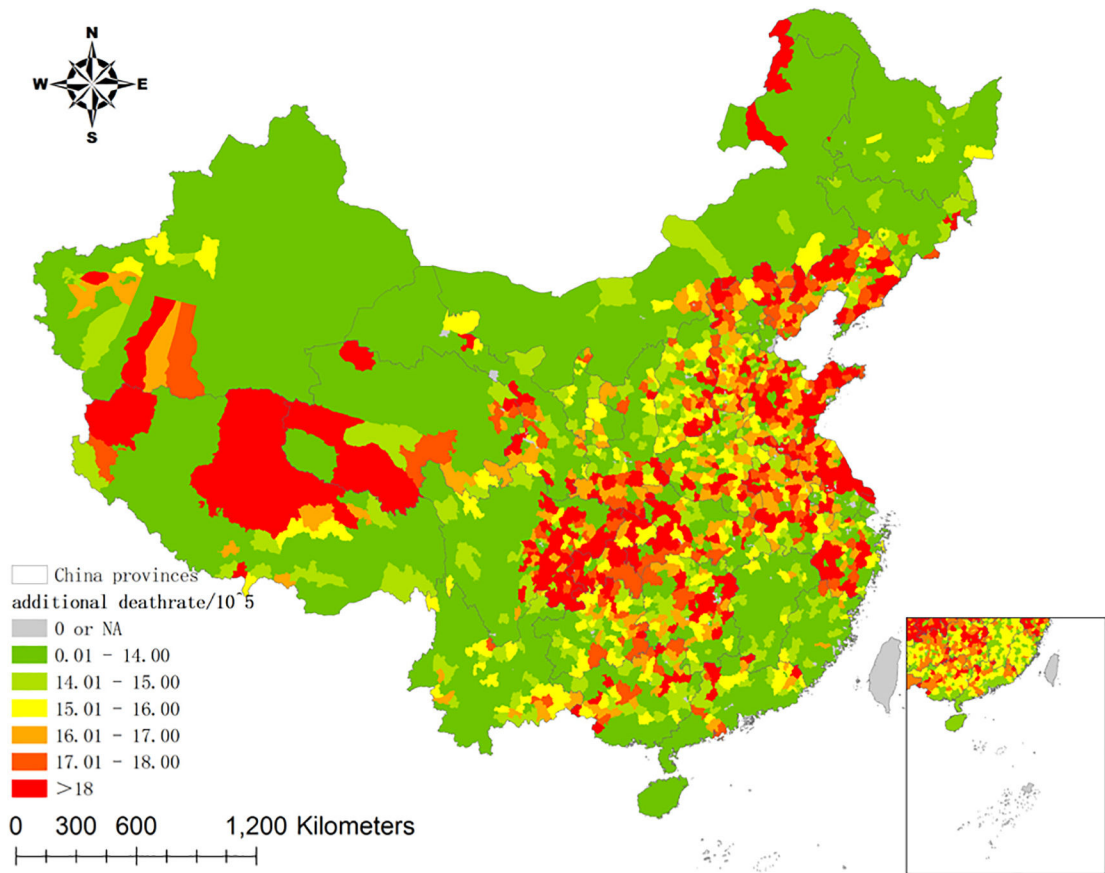 N
W E
S
China provinces
additional deathrate/10^5
0 or NA
0.01 - 14.00
14.01 - 15.00
15.01 - 16.00
16.01 - 17.00
17.01 - 18.00
>18
0 300 600 1,200 Kilometers